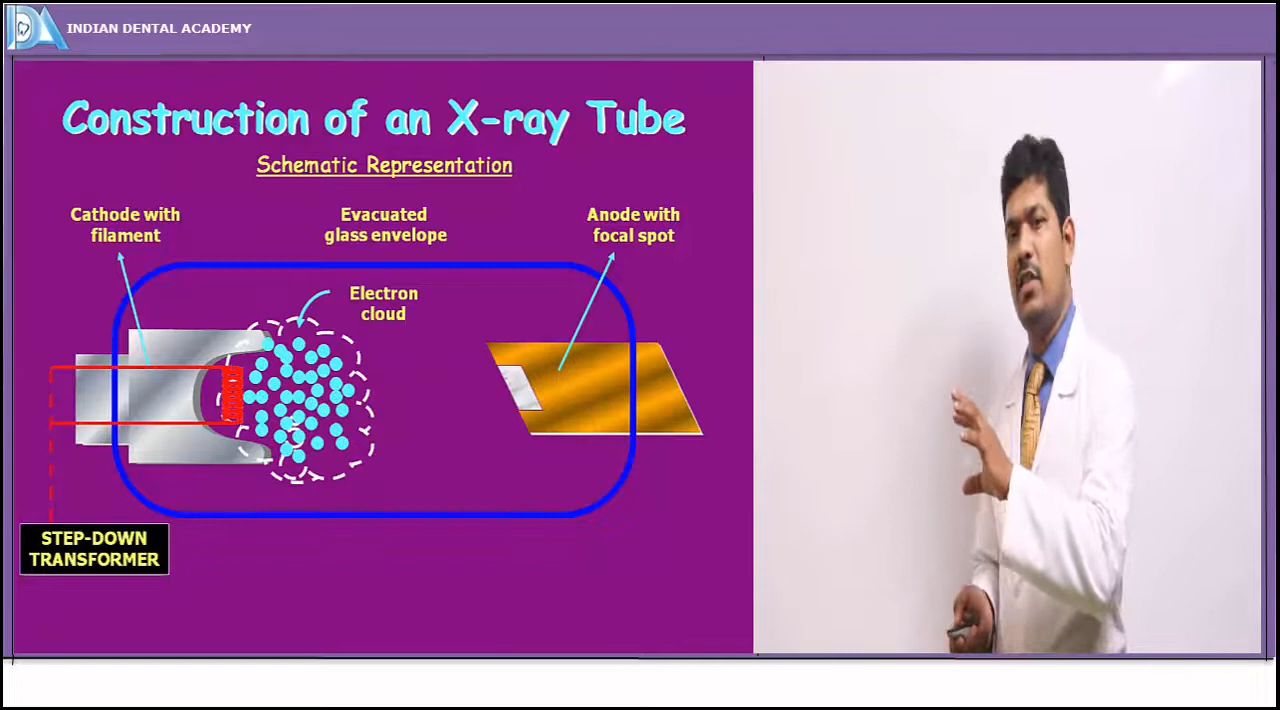 INDIAN DENTAL ACADEMY
Construction of an X-ray Tube
Schematic Representation
Cathode with
filament
Evacuated
glass envelope
Anode with
focal spot
Electron
cloud
STEP-DOWN
TRANSFORMER